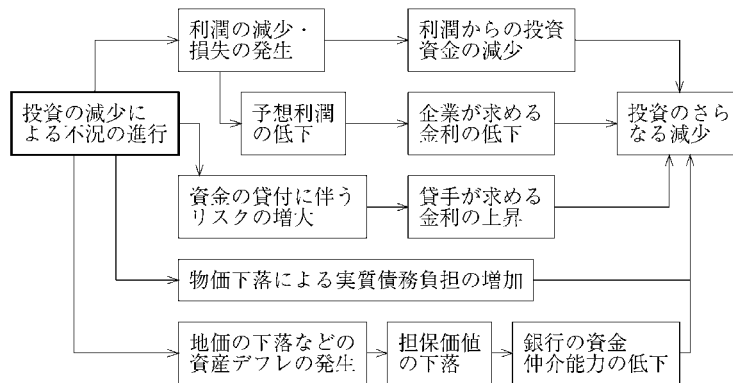 利潤の減少・
損失の発生
利潤からの投資
資金の減少
投資の減少に
よる不況の進行
予想利潤
の低下
企業が求める
金利の低下
投資のさら
なる減少
資金の貸付に伴う
リスクの増大
貸手が求める
金利の上昇
物価下落による実質債務負担の増加
地価の下落などの
資産デフレの発生
担保価値
の下落
銀行の資金
仲介能力の低下